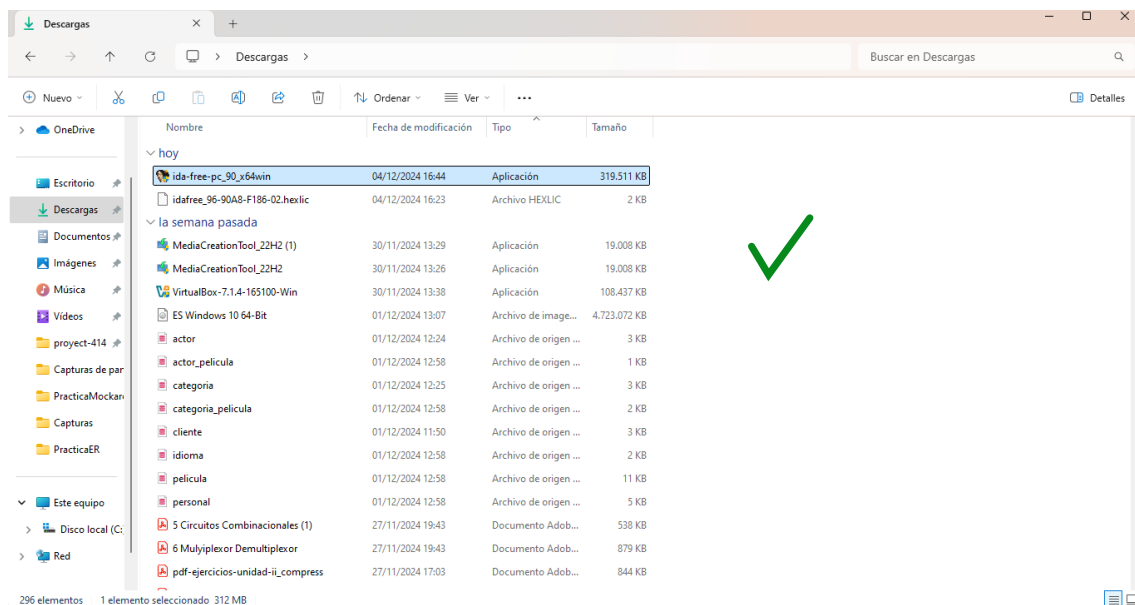 Descargas
Descargas
Buscar en Descargas
Nuevo
Ordenar
Ver
Detalles
OneDrive
Escritorio
Descargas
Documentos
Imágenes
Música
Vídeos
proyect-414
Capturas de par
PracticaMockar
Capturas
PracticaER
Este equipo
Disco local (C:
Red
Nombre Fecha de modificación Tipo Tamaño
hoy
ida-free-pc_90_x64win 04/12/2024 16:44 Aplicación 319.511 KB
idafree_96-90A8-F186-02.hexlic 04/12/2024 16:23 Archivo HEXLIC 2 KB
la semana pasada
MediaCreationTool_22H2 (1) 30/11/2024 13:29 Aplicación 19.008 KB
MediaCreationTool_22H2 30/11/2024 13:26 Aplicación 19.008 KB
VirtualBox-7.1.4-165100-Win 30/11/2024 13:38 Aplicación 108.437 KB
ES Windows 10 64-Bit 01/12/2024 13:07 Archivo de image... 4.723.072 KB
actor 01/12/2024 12:24 Archivo de origen ... 3 KB
actor_pelicula 01/12/2024 12:58 Archivo de origen ... 1 KB
categoria 01/12/2024 12:25 Archivo de origen ... 3 KB
categoria_pelicula 01/12/2024 12:58 Archivo de origen ... 2 KB
cliente 01/12/2024 11:50 Archivo de origen ... 3 KB
idioma 01/12/2024 12:58 Archivo de origen ... 2 KB
pelicula 01/12/2024 12:58 Archivo de origen ... 11 KB
personal 01/12/2024 12:58 Archivo de origen ... 5 KB
5 Circuitos Combinacionales (1) 27/11/2024 19:43 Documento Adob... 538 KB
6 Mulyiplexor Demultiplexor 27/11/2024 19:43 Documento Adob... 879 KB
pdf-ejercicios-unidad-ii_compress 27/11/2024 17:03 Documento Adob... 844 KB
296 elementos 1 elemento seleccionado 312 MB